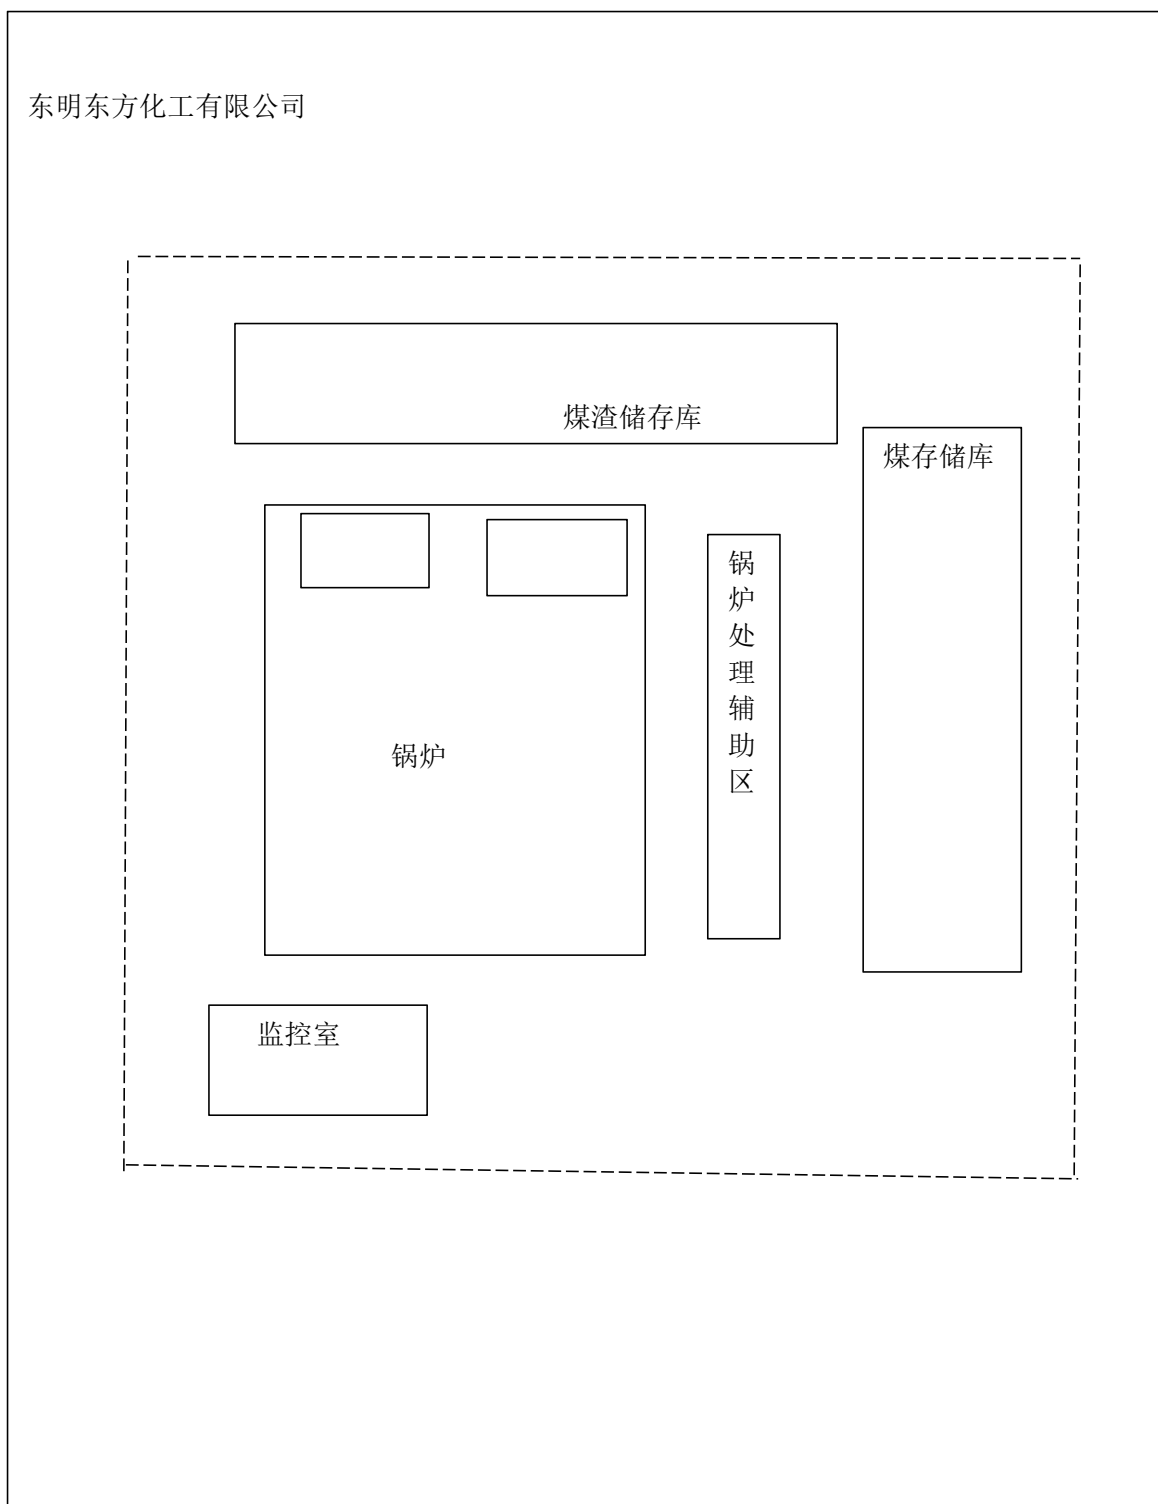 东明东方化工有限公司
煤渣储存库
煤存储库
锅炉处理辅助区
锅炉
监控室